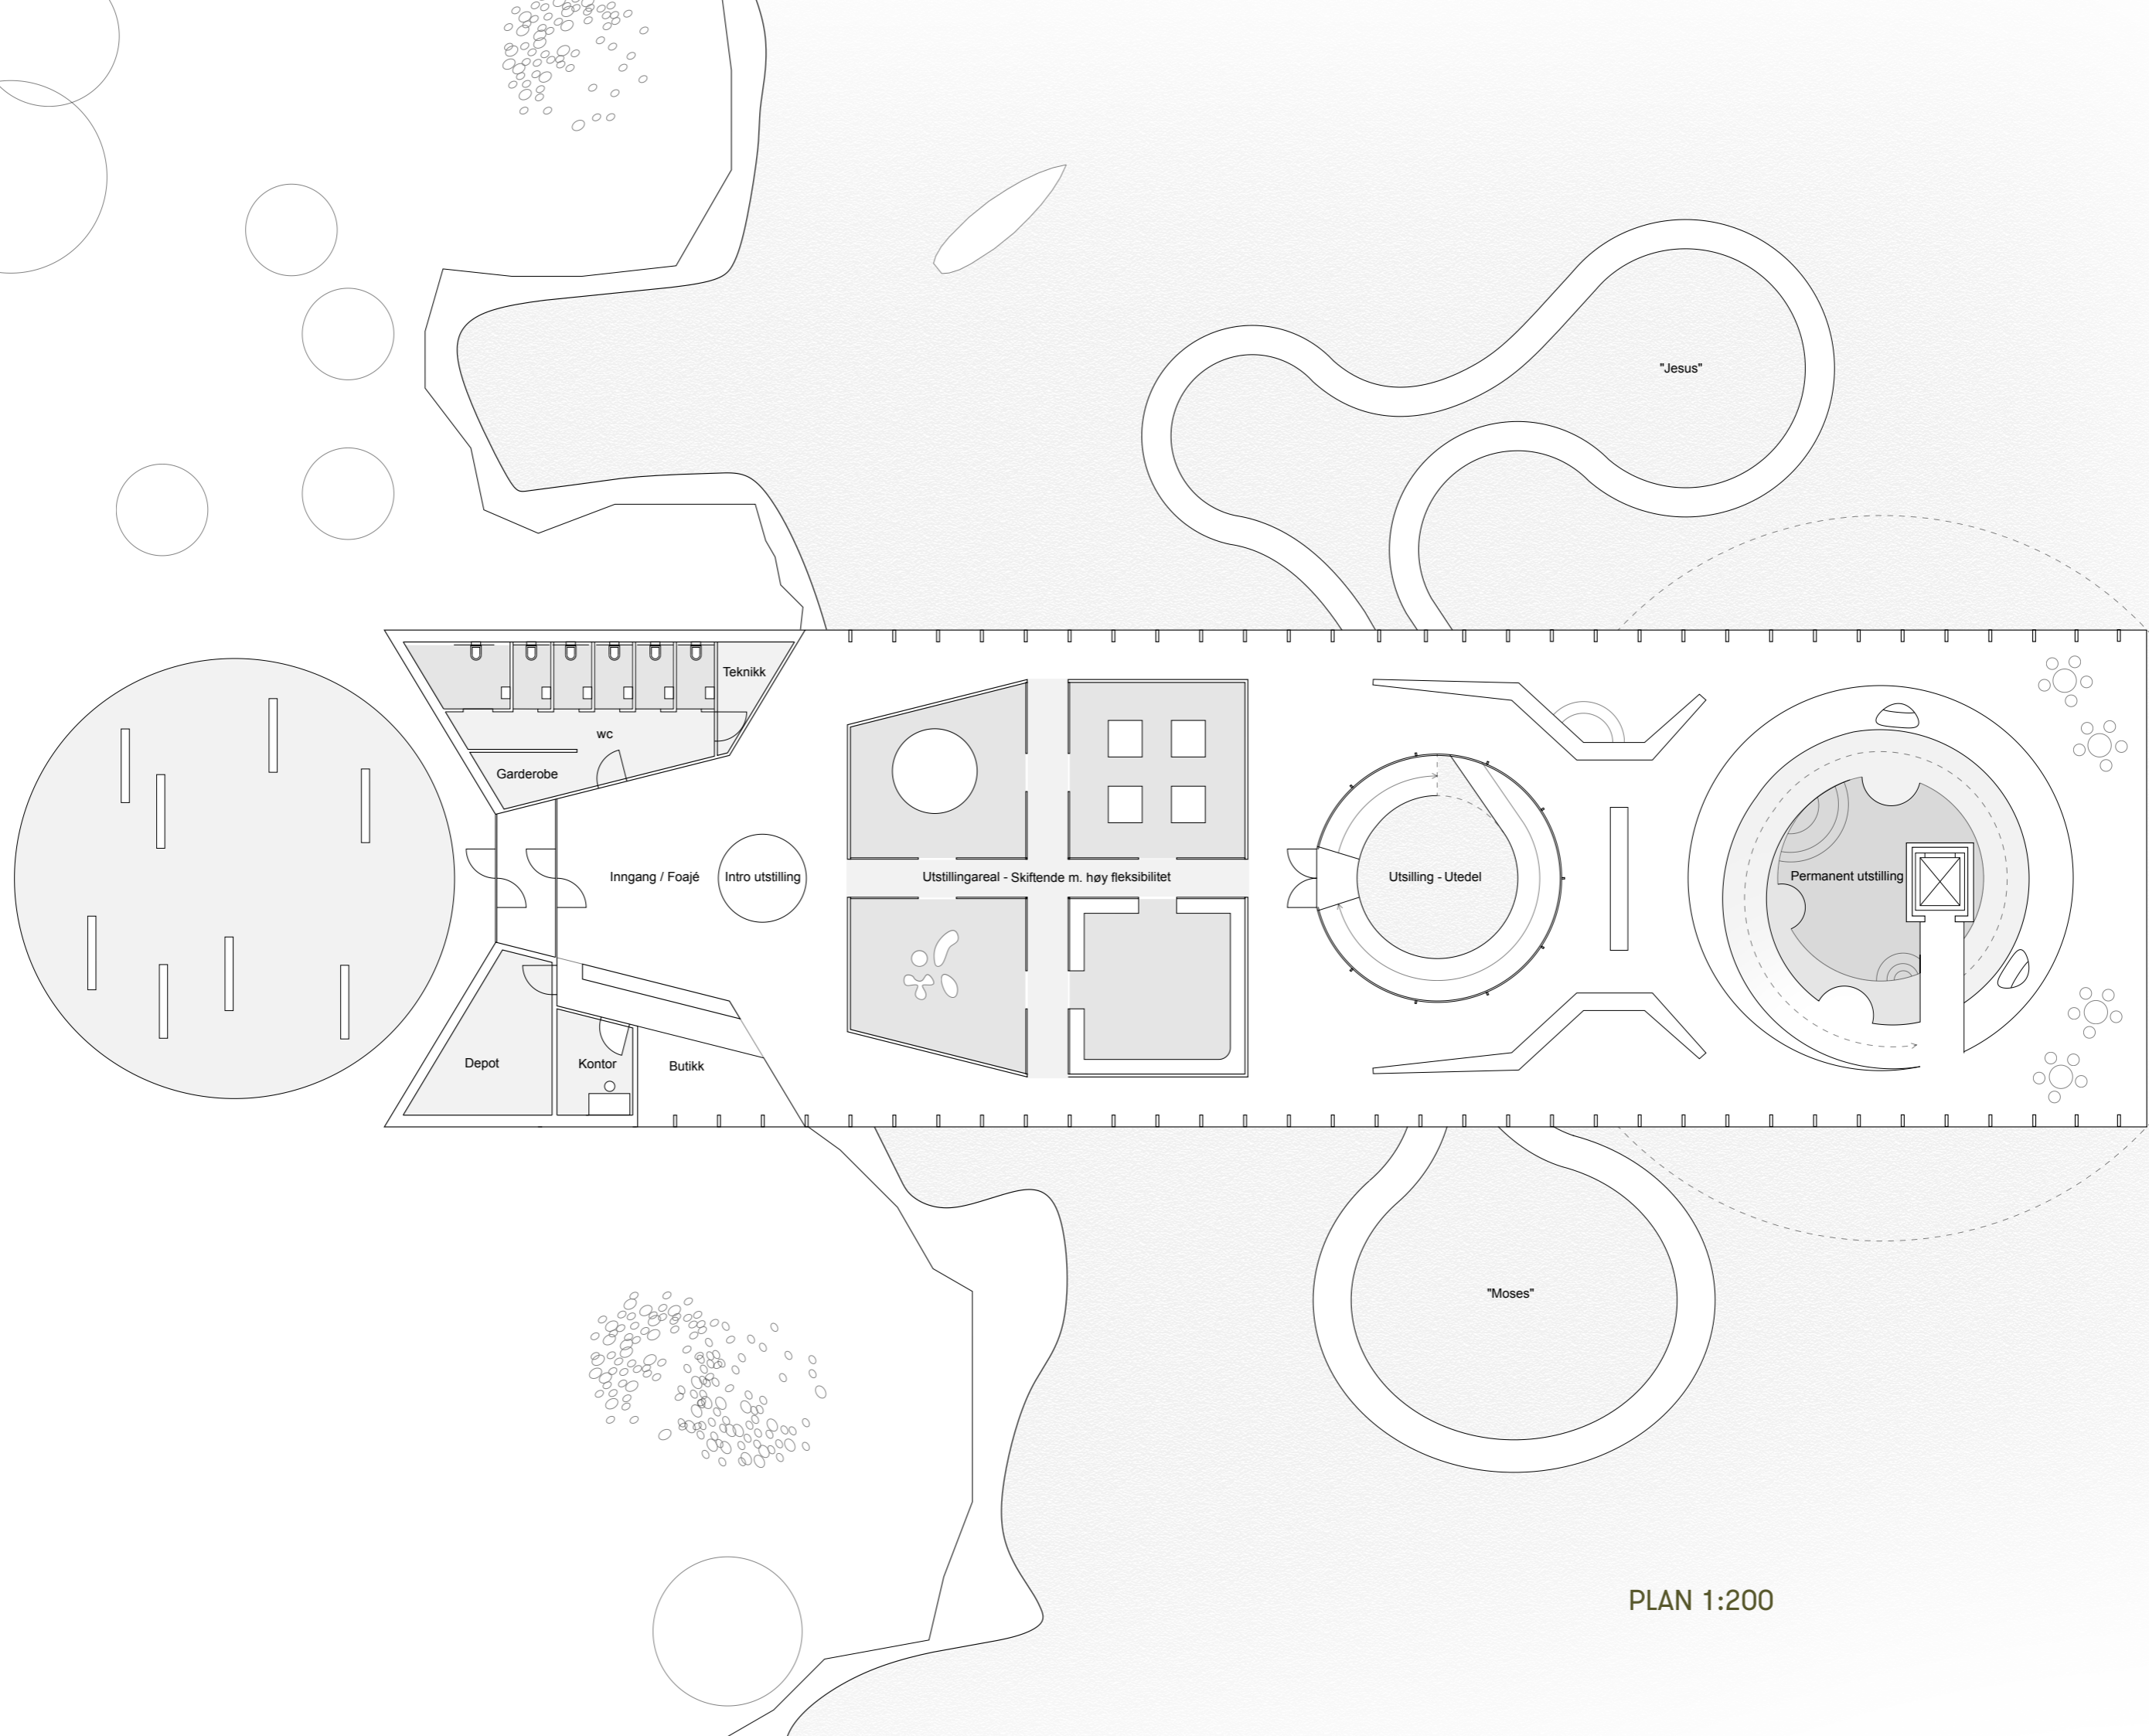 "Jesus"
Teknikk
wc
Garderobe
Inngang / Foajé
Intro utstilling
Utstillingareal - Skiftende m. høy fleksibilitet
Utsilling - Utedel
Permanent utstilling
Depot
Kontor
Butikk
"Moses"
PLAN 1:200